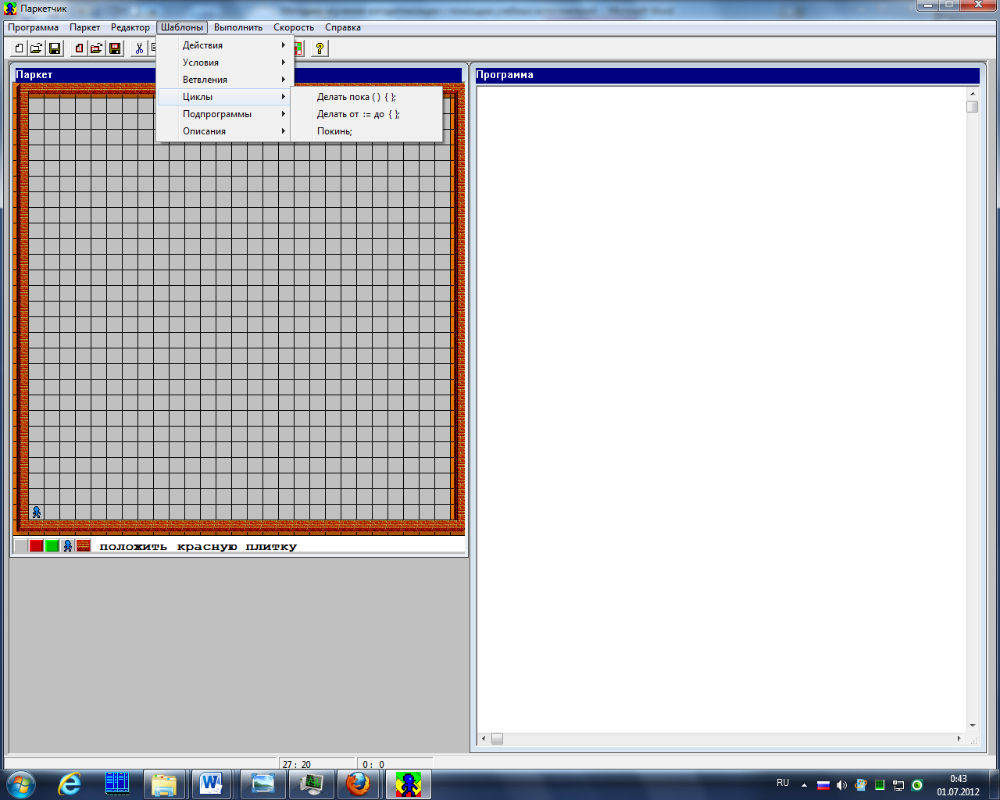 Паркетчик
Программа Паркет Редактор Шаблоны Выполнить Скорость Справка
Действия
Условия
Ветвления
Циклы
Подпрограммы
Описания
Делать пока ( ) { };
Делать от := до { };
Покинь;
Паркет
Программа
положить красную плитку
27 : 20
0 : 0
RU
0:43
01.07.2012